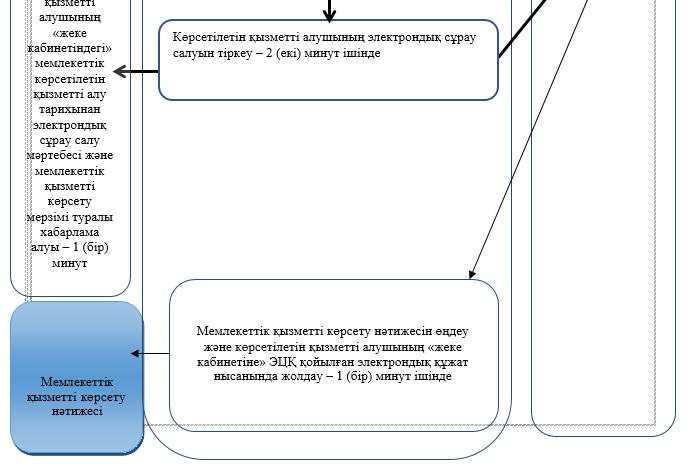 қызметті
алушының
«жеке
кабинетіндегі»
мемлекеттік
көрсетілетін
қызметті алу
тарихынан
электрондық
сұрау салу
мәртебесі және
мемлекеттік
қызметті
көрсету
мерзімі туралы
хабарлама
алуы – 1 (бір)
минут
Көрсетілетін қызметті алушының электрондық сұрау
салуын тіркеу – 2 (екі) минут ішінде
Мемлекеттік қызметті көрсету нәтижесін өңдеу
және көрсетілетін қызметті алушының «жеке
кабинетіне» ЭЦҚ қойылған электрондық құжат
нысанында жолдау – 1 (бір) минут ішінде
Мемлекеттік
қызметті көрсету
нәтижесі